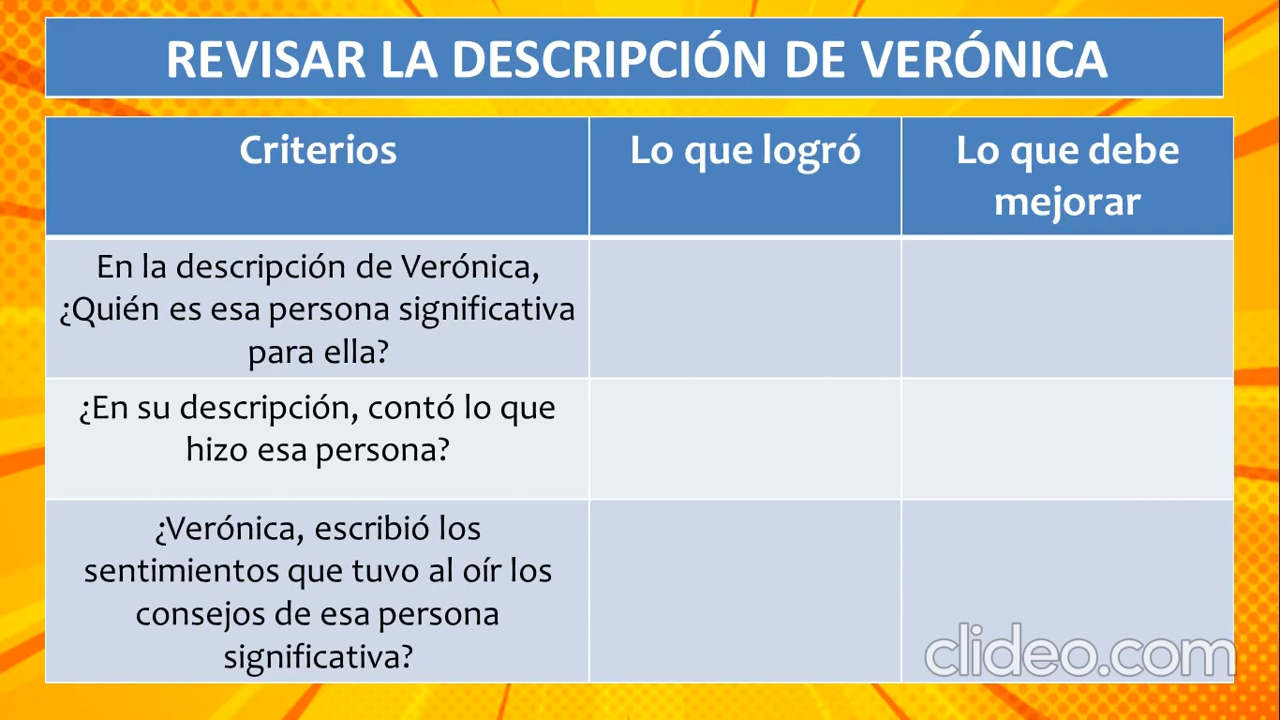 REVISAR LA DESCRIPCIÓN DE VERÓNICA
Criterios
Lo que logró
Lo que debe
mejorar
En la descripción de Verónica,
¿Quién es esa persona significativa
para ella?
¿En su descripción, contó lo que
hizo esa persona?
¿Verónica, escribió los
sentimientos que tuvo al oír los
consejos de esa persona
significativa?
clideo.com